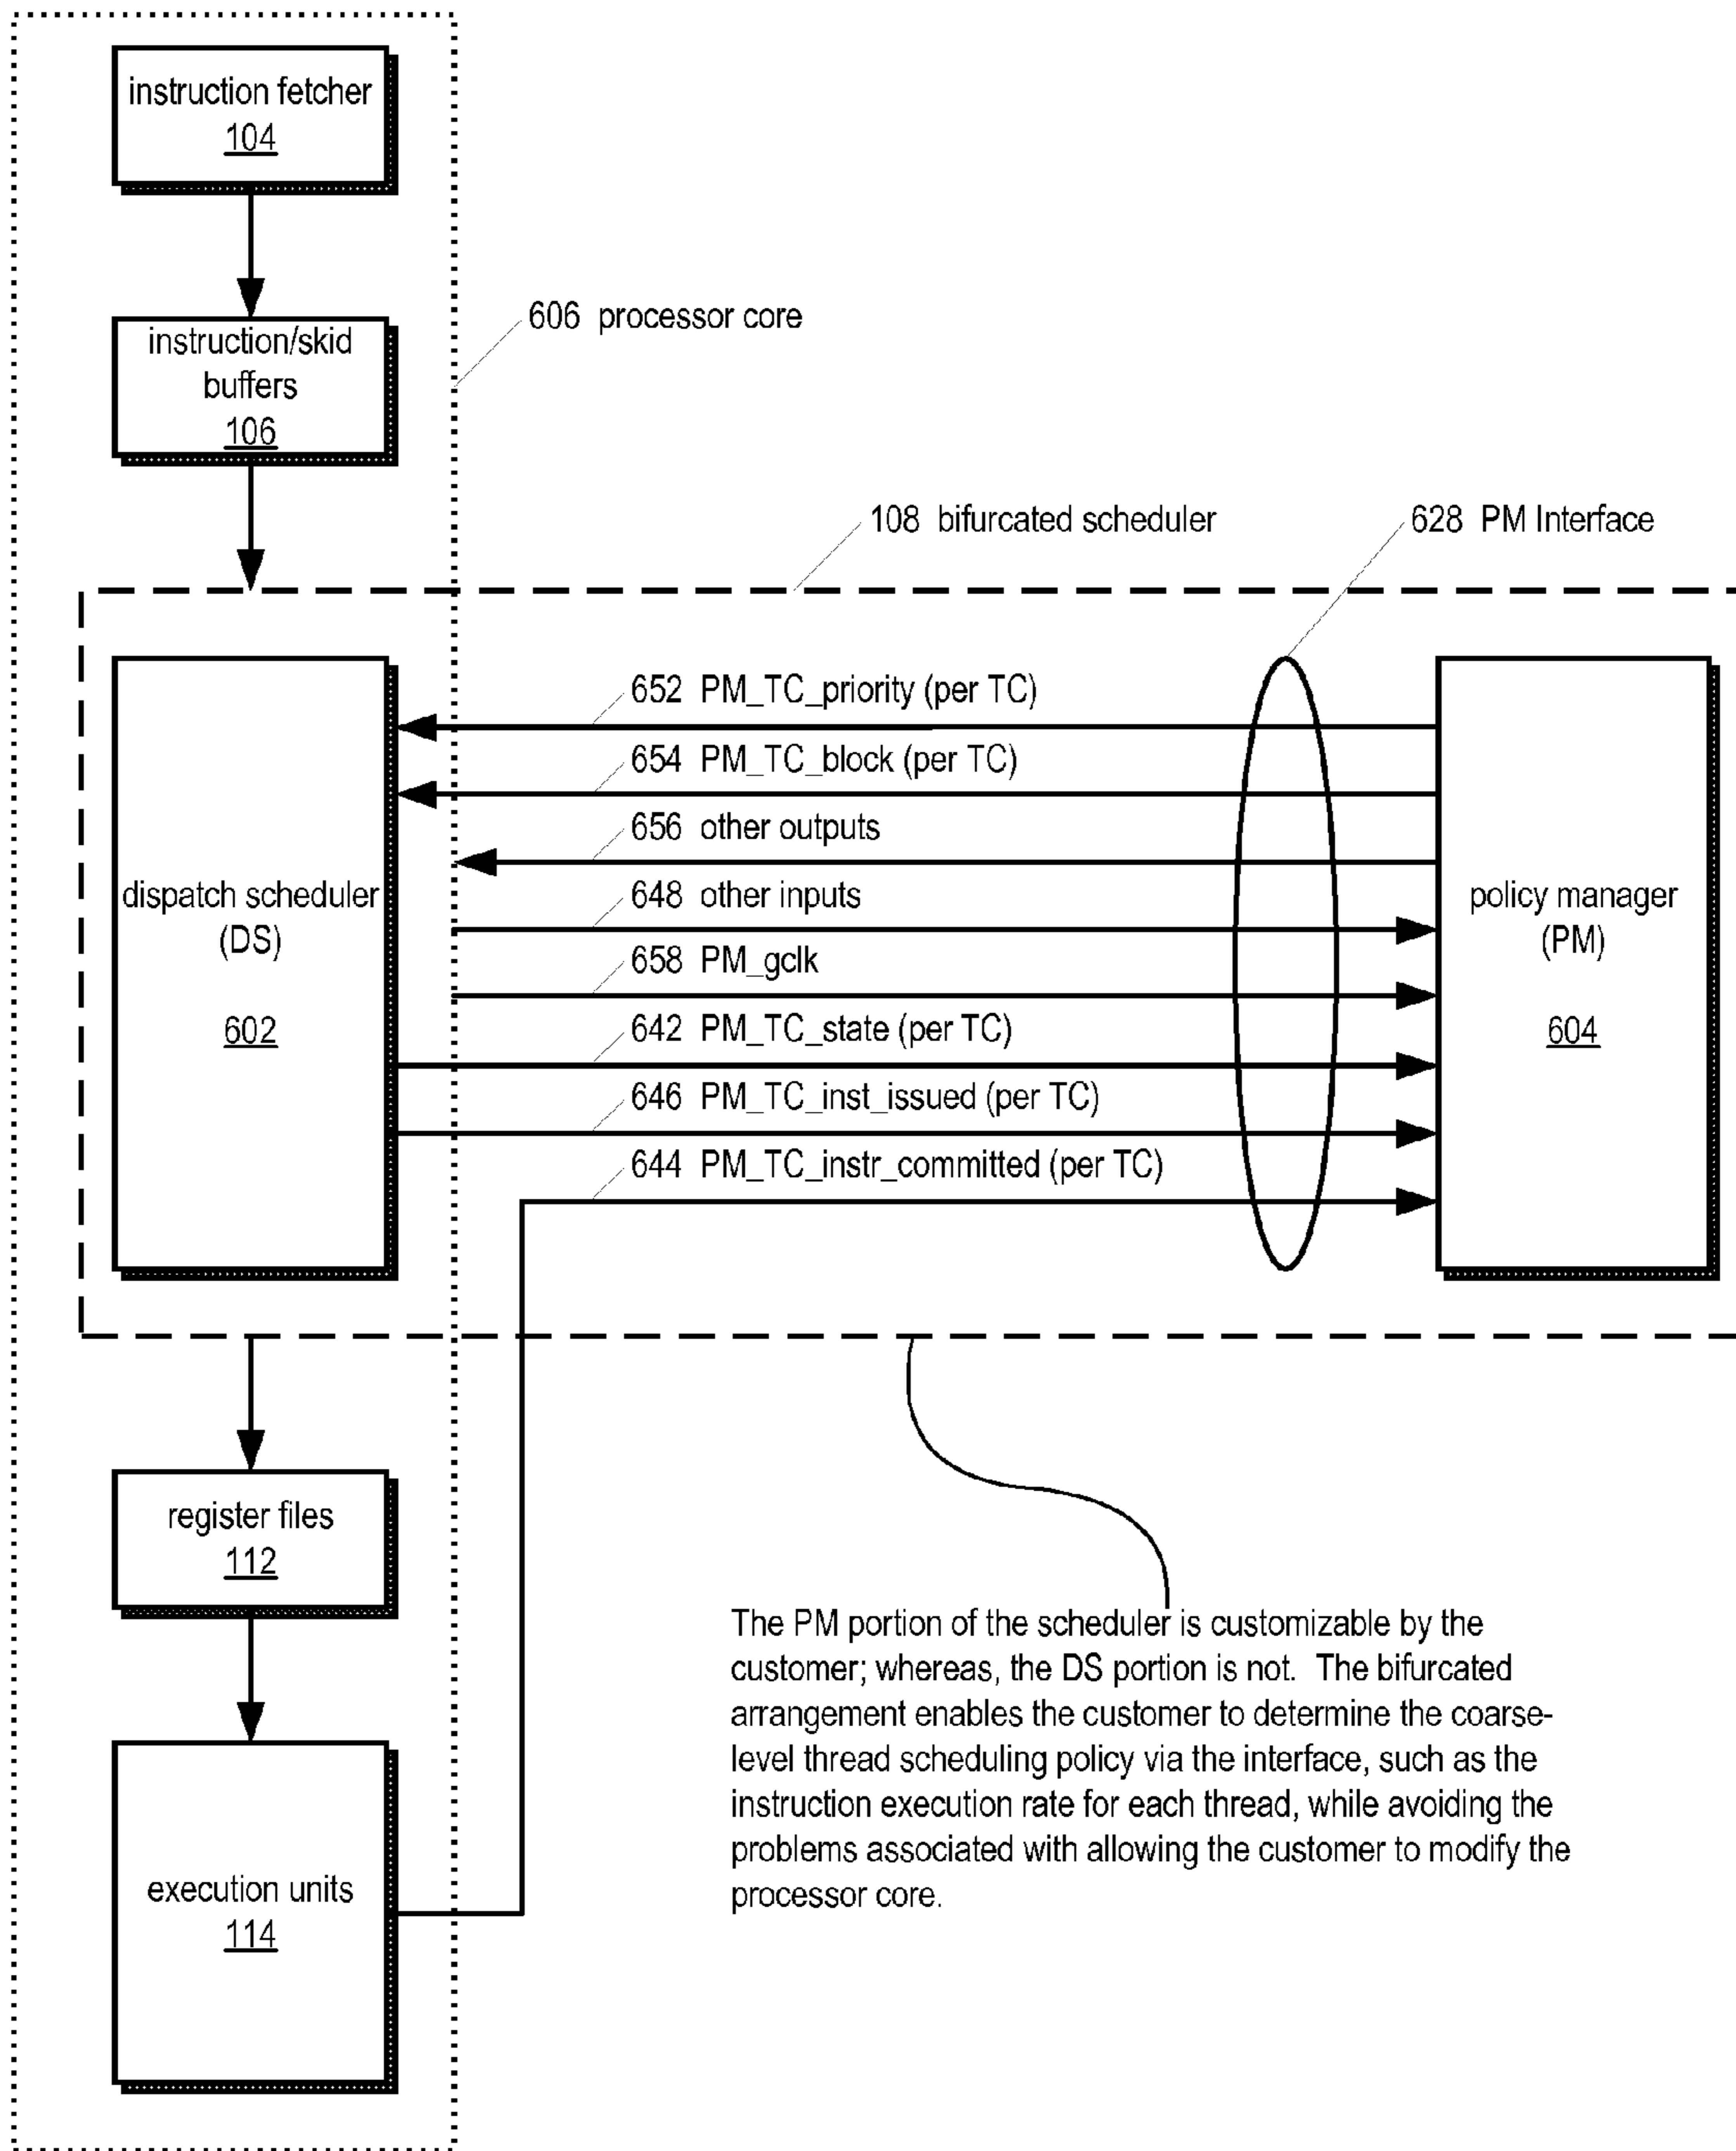 instruction fetcher
104
instruction/skid
buffers
106
606 processor core
108 bifurcated scheduler
628 PM Interface
dispatch scheduler
(DS)
602
652 PM_TC_priority (per TC)
654 PM_TC_block (per TC)
656 other outputs
648 other inputs
658 PM_gclk
642 PM_TC_state (per TC)
646 PM_TC_inst_issued (per TC)
644 PM_TC_instr_committed (per TC)
policy manager
(PM)
604
register files
112
execution units
114
The PM portion of the scheduler is customizable by the
customer; whereas, the DS portion is not. The bifurcated
arrangement enables the customer to determine the coarse-
level thread scheduling policy via the interface, such as the
instruction execution rate for each thread, while avoiding the
problems associated with allowing the customer to modify the
processor core.